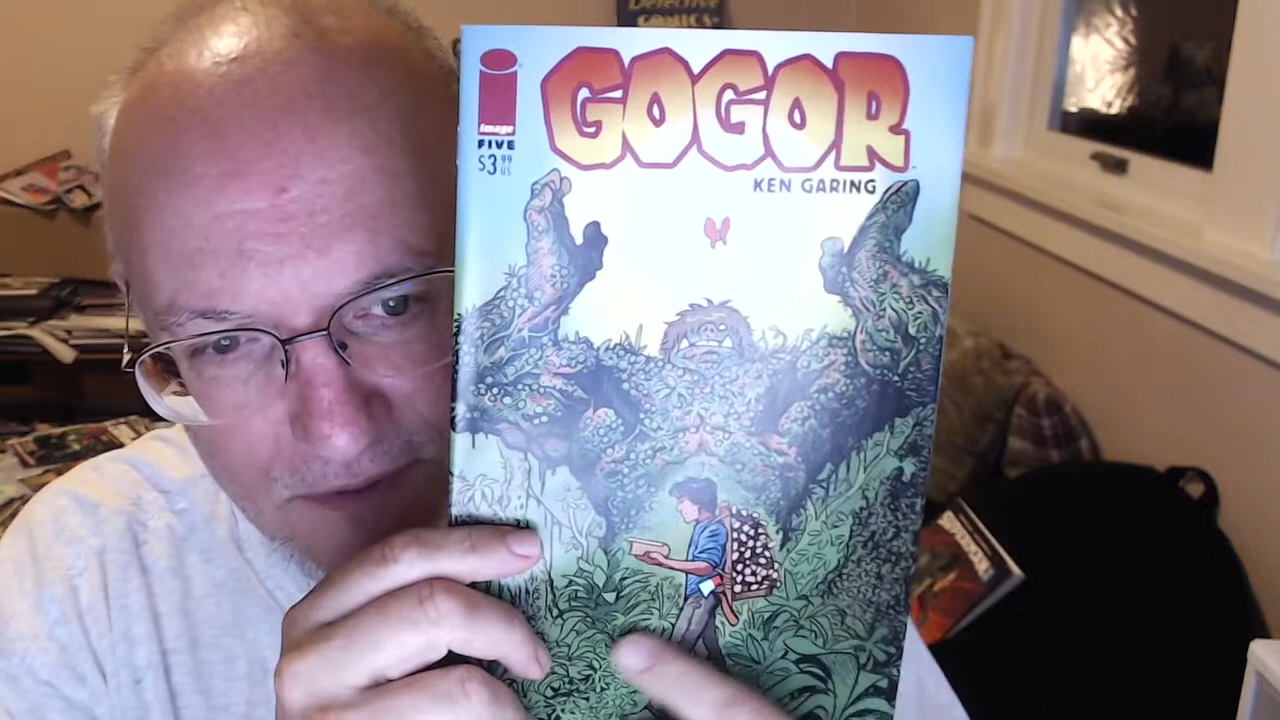 Detective
COMICS
GOGOR
image
FIVE
$3.99
US
KEN GARING